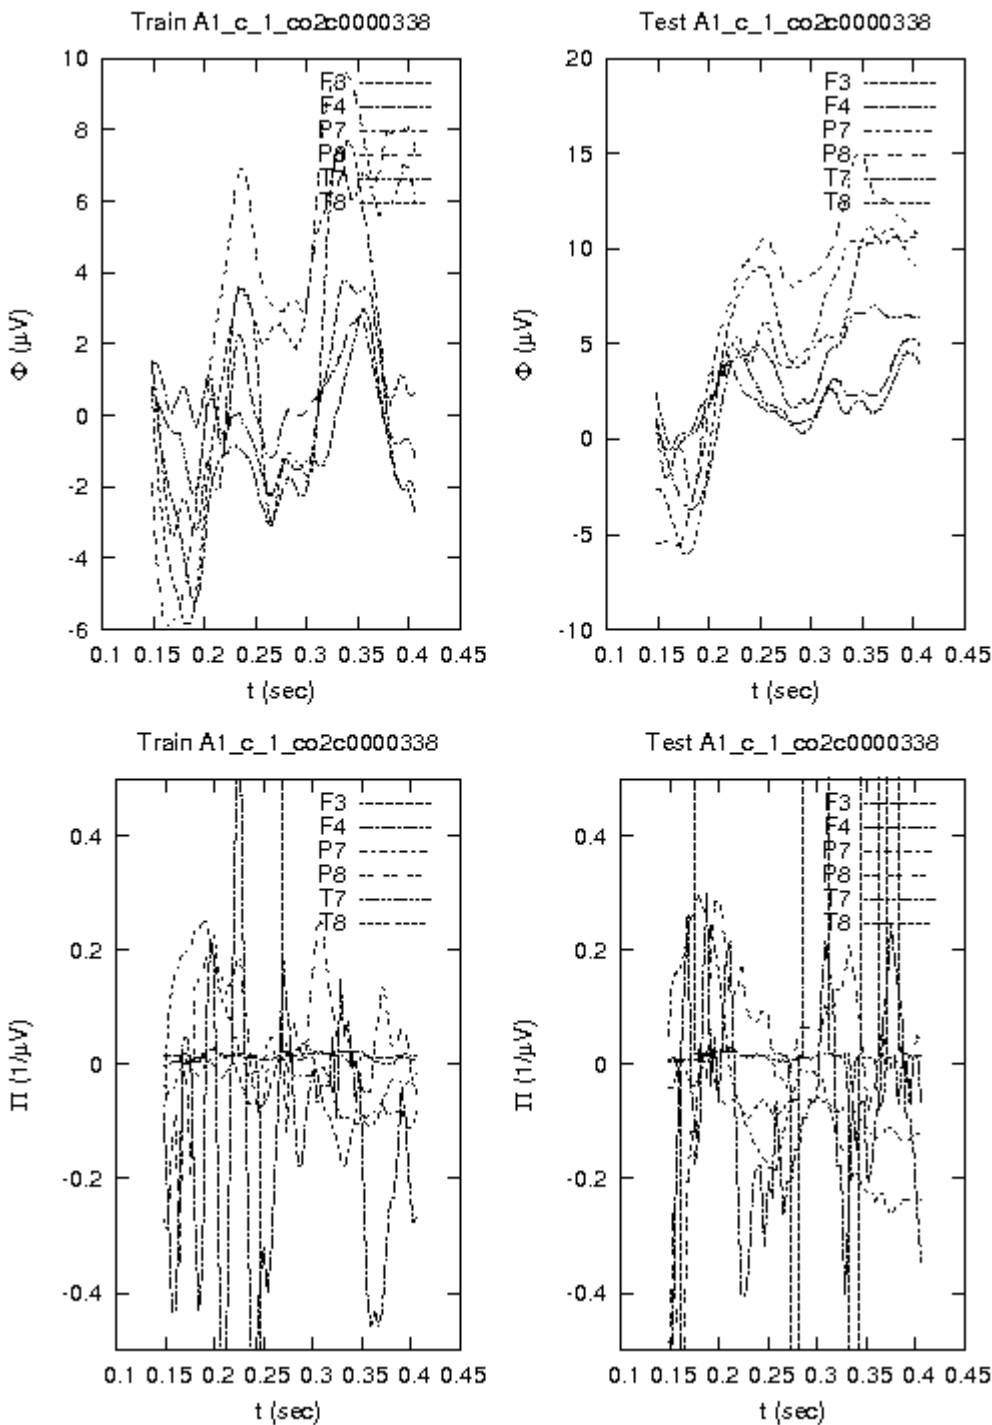 Train A1_c_1_co2c0000338
10
8
6
4
2
0
-2
-4
-6
0.1 0.15 0.2 0.25 0.3 0.35 0.4 0.45
Φ (μV)
t (sec)
F3
F4
P7
P8
T7
T8
Test A1_c_1_co2c0000338
20
15
10
5
0
-5
-10
0.1 0.15 0.2 0.25 0.3 0.35 0.4 0.45
Φ (μV)
t (sec)
F3
F4
P7
P8
T7
T8
Train A1_c_1_co2c0000338
0.4
0.2
0
-0.2
-0.4
0.1 0.15 0.2 0.25 0.3 0.35 0.4 0.45
Π (1/μV)
t (sec)
F3
F4
P7
P8
T7
T8
Test A1_c_1_co2c0000338
0.4
0.2
0
-0.2
-0.4
0.1 0.15 0.2 0.25 0.3 0.35 0.4 0.45
Π (1/μV)
t (sec)
F3
F4
P7
P8
T7
T8